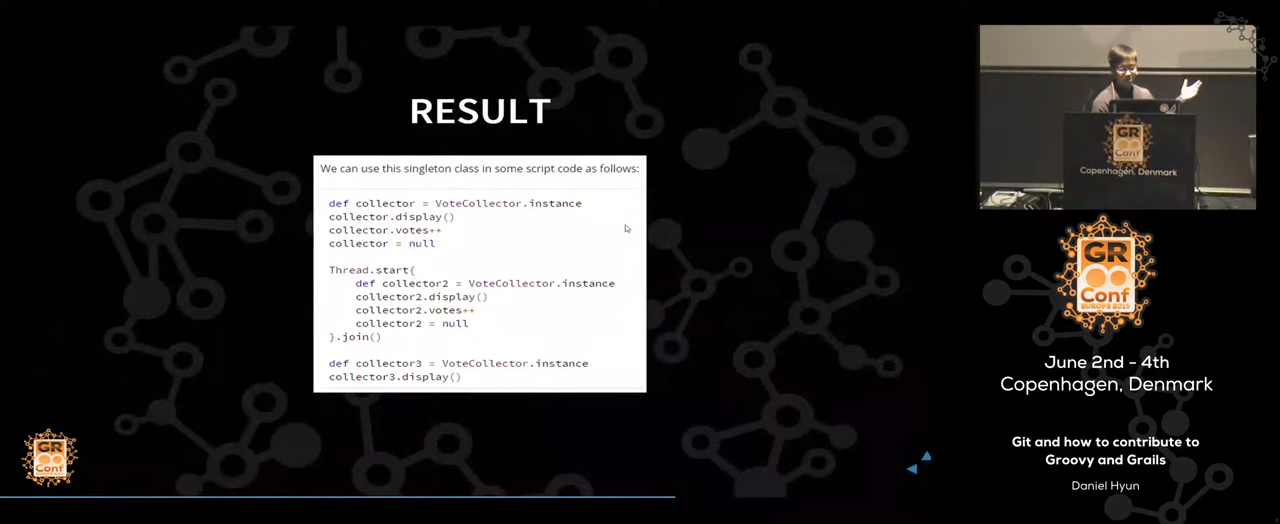 RESULT
We can use this singleton class in some script code as follows:
def collector = VoteCollector.instance
collector.display()
collector.votes++
collector = null
Thread.start{
def collector2 = VoteCollector.instance
collector2.display()
collector2.votes++
collector2 = null
}.join()
def collector3 = VoteCollector.instance
collector3.display()
GR
Conf
GR
Conf
Copenhagen, Denmark
GR
Conf
EUROPE 2015
June 2nd - 4th
Copenhagen, Denmark
Git and how to contribute to
Groovy and Grails
Daniel Hyun